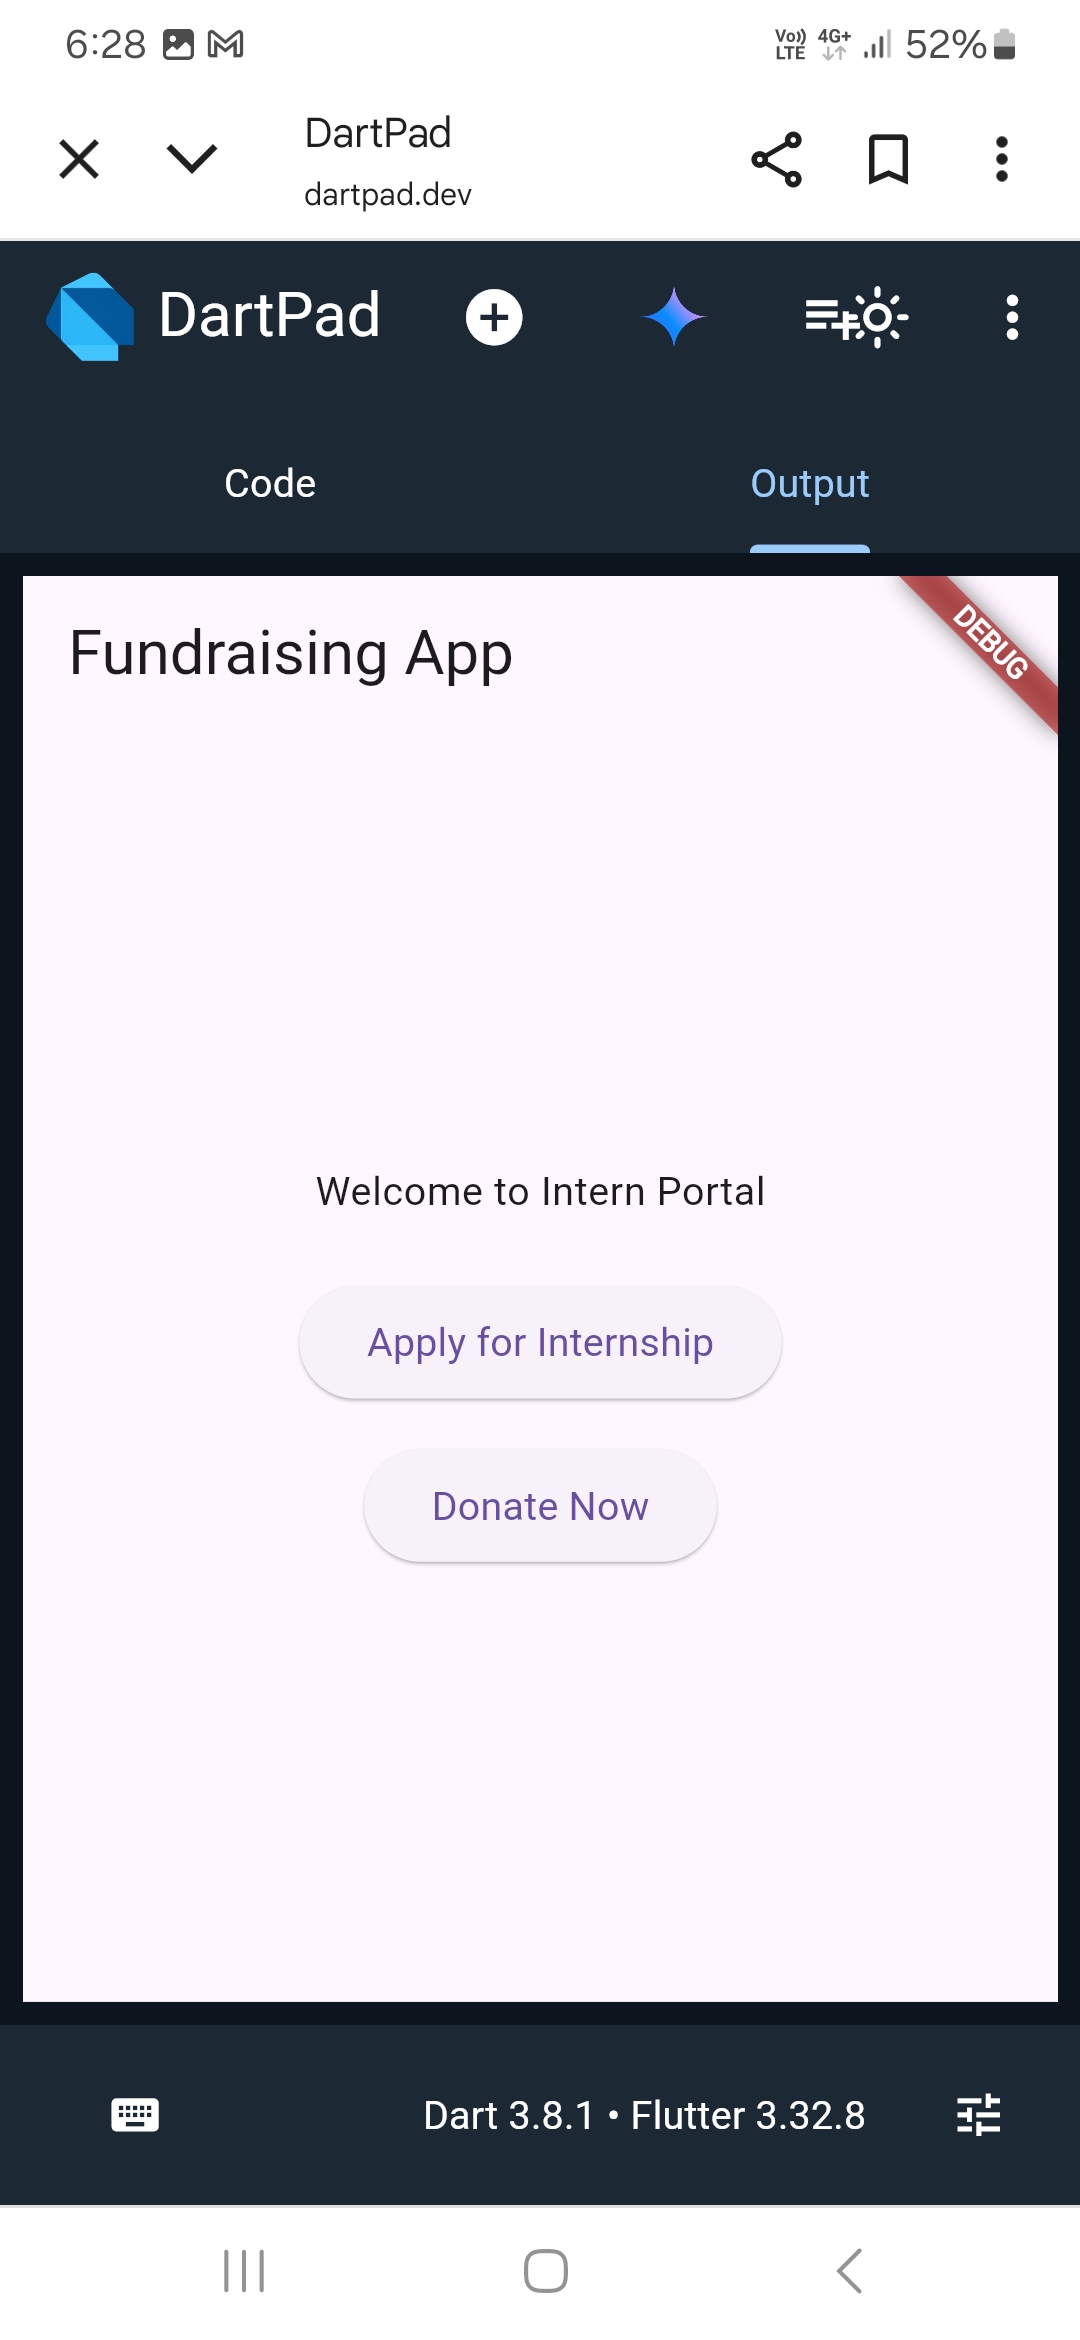 6:28
Vo)) LTE 4G+ 52%
DartPad
dartpad.dev
DartPad
Code Output
Fundraising App
DEBUG
Welcome to Intern Portal
Apply for Internship
Donate Now
Dart 3.8.1 • Flutter 3.32.8